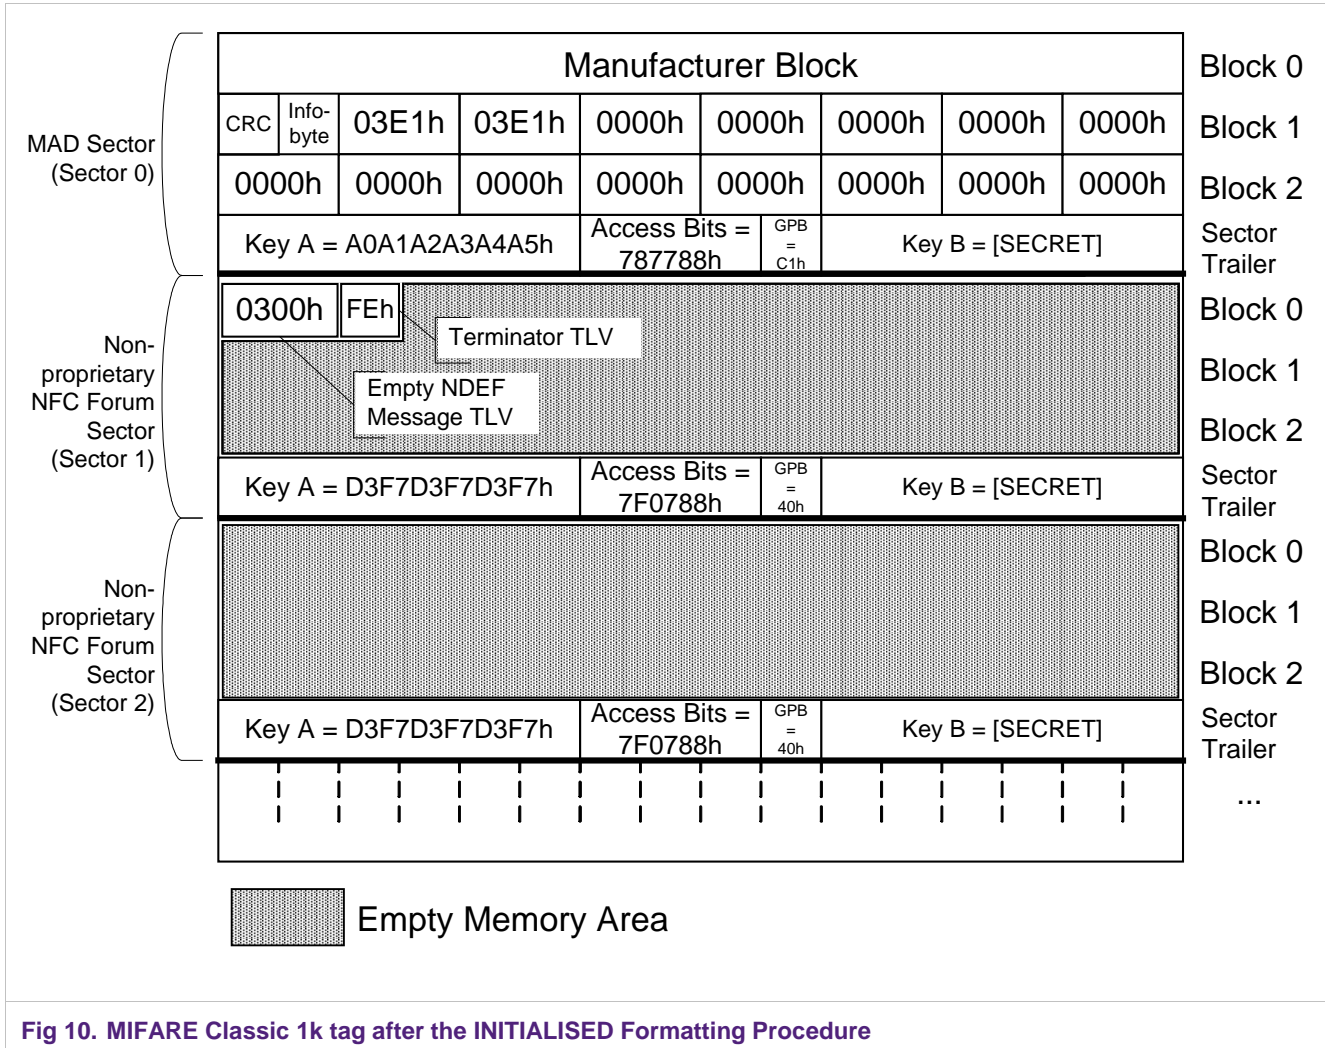 Manufacturer Block
Block 0
MAD Sector
(Sector 0)
CRC
Info-
byte
03E1h 03E1h 0000h 0000h 0000h 0000h 0000h
Block 1
0000h 0000h 0000h 0000h 0000h 0000h 0000h 0000h
Block 2
Key A = A0A1A2A3A4A5h
Access Bits =
787788h
GPB
=
C1h
Key B = [SECRET]
Sector
Trailer
Non-
proprietary
NFC Forum
Sector
(Sector 1)
0300h FEh
Block 0
Terminator TLV
Block 1
Empty NDEF
Message TLV
Block 2
Key A = D3F7D3F7D3F7h
Access Bits =
7F0788h
GPB
=
40h
Key B = [SECRET]
Sector
Trailer
Non-
proprietary
NFC Forum
Sector
(Sector 2)
Block 0
Block 1
Block 2
Key A = D3F7D3F7D3F7h
Access Bits =
7F0788h
GPB
=
40h
Key B = [SECRET]
Sector
Trailer
...
Empty Memory Area
Fig 10. MIFARE Classic 1k tag after the INITIALISED Formatting Procedure